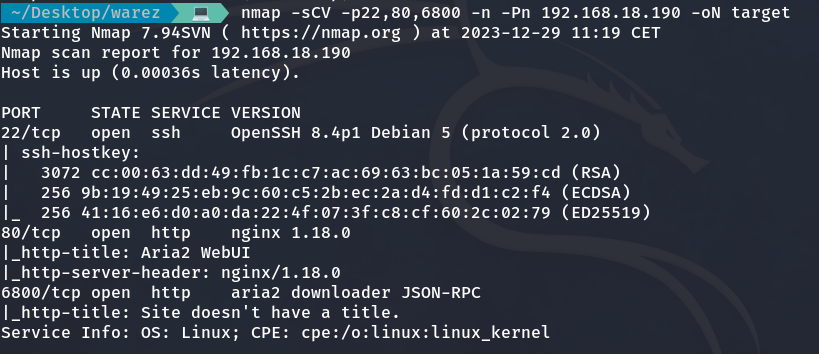 ~/Desktop/warez 💻 nmap -sCV -p22,80,6800 -n -Pn 192.168.18.190 -oN target
Starting Nmap 7.94SVN ( https://nmap.org ) at 2023-12-29 11:19 CET
Nmap scan report for 192.168.18.190
Host is up (0.00036s latency).

PORT     STATE SERVICE VERSION
22/tcp   open  ssh     OpenSSH 8.4p1 Debian 5 (protocol 2.0)
| ssh-hostkey:
|   3072 cc:00:63:dd:49:fb:1c:c7:ac:69:63:bc:05:1a:59:cd (RSA)
|   256 9b:19:49:25:eb:9c:60:c5:2b:ec:2a:d4:fd:d1:c2:f4 (ECDSA)
|_  256 41:16:e6:d0:a0:da:22:4f:07:3f:c8:cf:60:2c:02:79 (ED25519)
80/tcp   open  http    nginx 1.18.0
|_http-title: Aria2 WebUI
|_http-server-header: nginx/1.18.0
6800/tcp open  http    aria2 downloader JSON-RPC
|_http-title: Site doesn't have a title.
Service Info: OS: Linux; CPE: cpe:/o:linux:linux_kernel